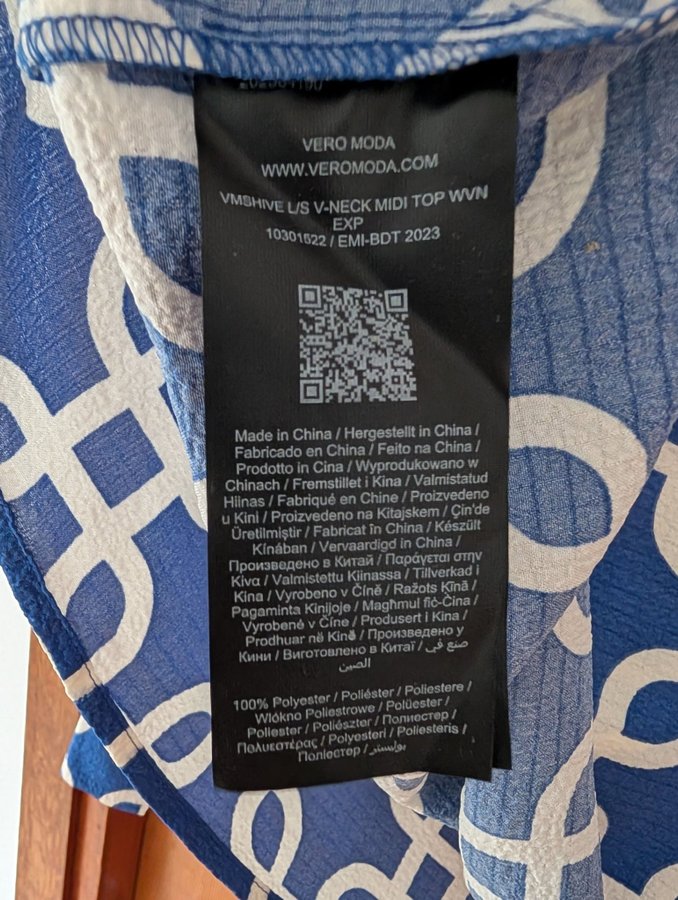 VERO MODA
WWW.VEROMODA.COM
VMSHIVE L/S V-NECK MIDI TOP WVN
EXP
10301522 / EMI-BDT 2023
Made in China / Hergestellt in China /
Fabricado en China / Feito na China /
Prodotto in Cina / Wyprodukowano w
Chinach / Fremstillet i Kina / Valmistatud
Hiinas / Fabriqué en Chine / Proizvedeno
u Kini / Proizvedeno na Kitajskem / Çin'de
Üretilmiştir / Fabricat în China / Készült
Kínában / Vervaardigd in China /
Произведено в Китай / Παράγεται στην
Κίνα / Valmistettu Kiinassa / Tillverkad i
Kina / Vyrobeno v Číně / Ražots Ķīnā /
Pagaminta Kinijoje / Magħmul fiċ-Ċina /
Vyrobené v Číne / Produsert i Kina /
Prodhuar në Kinë / Произведено у
Кини / Виготовлено в Китаї / صنع في
الصين
100% Polyester / Poliéster / Poliestere /
Włókno Poliestrowe / Polüester /
Poliester / Poliészter / Полиестер /
Πολυεστέρας / Polyesteri / Poliesteris /
Поліестер / بوليستر